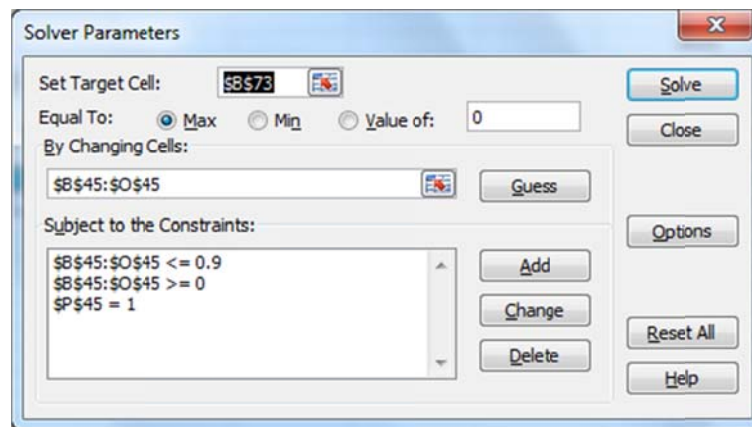 Solver Parameters
Set Target Cell: $B$73 Solve
Equal To: Max Min Value of: 0 Close
By Changing Cells:
$B$45:$O$45 Guess
Subject to the Constraints: Options
$B$45:$O$45 <= 0.9 Add
$B$45:$O$45 >= 0
$P$45 = 1 Change
Reset All
Delete
Help